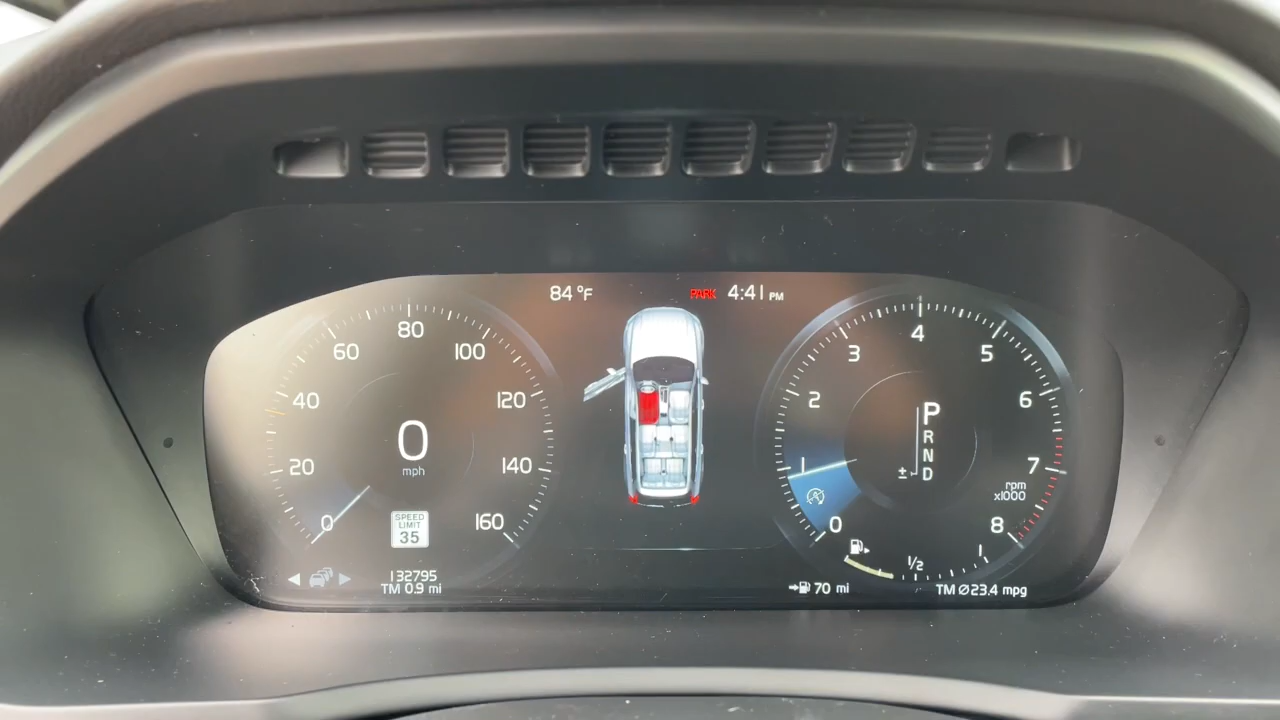 84 °F
PARK 4:41 PM
20
40
60
80
100
120
140
160
0
0
mph
SPEED
LIMIT
35
132795
TM 0.9 mi
0
1
2
3
4
5
6
7
8
rpm
x1000
P
R
N
± D
1/2
1
70 mi
TM Ø23.4 mpg